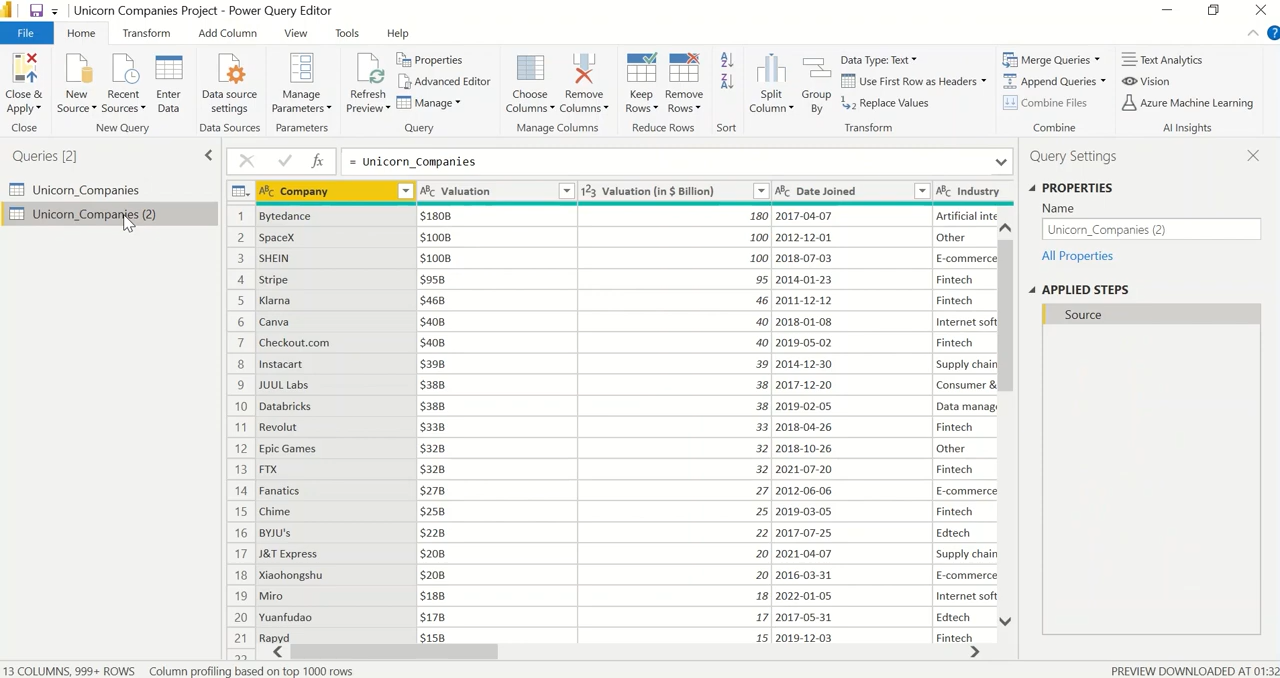 Unicorn Companies Project - Power Query Editor
File Home Transform Add Column View Tools Help
Close & Apply
Close
New Source
Recent Sources
Enter Data
New Query
Data source settings
Data Sources
Manage Parameters
Parameters
Refresh Preview
Properties
Advanced Editor
Manage
Query
Choose Columns
Remove Columns
Manage Columns
Keep Rows
Remove Rows
Reduce Rows
Sort
Split Column
Group By
Data Type: Text
Use First Row as Headers
Replace Values
Transform
Merge Queries
Append Queries
Combine Files
Combine
Text Analytics
Vision
Azure Machine Learning
AI Insights
Queries [2]
Unicorn_Companies
Unicorn_Companies (2)
fx = Unicorn_Companies
Company Valuation Valuation (in $ Billion) Date Joined Industry
1 Bytedance $180B 180 2017-04-07 Artificial inte
2 SpaceX $100B 100 2012-12-01 Other
3 SHEIN $100B 100 2018-07-03 E-commerce
4 Stripe $95B 95 2014-01-23 Fintech
5 Klarna $46B 46 2011-12-12 Fintech
6 Canva $40B 40 2018-01-08 Internet soft
7 Checkout.com $40B 40 2019-05-02 Fintech
8 Instacart $39B 39 2014-12-30 Supply chain
9 JUUL Labs $38B 38 2017-12-20 Consumer &
10 Databricks $38B 38 2019-02-05 Data manag
11 Revolut $33B 33 2018-04-26 Fintech
12 Epic Games $32B 32 2018-10-26 Other
13 FTX $32B 32 2021-07-20 Fintech
14 Fanatics $27B 27 2012-06-06 E-commerce
15 Chime $25B 25 2019-03-05 Fintech
16 BYJU's $22B 22 2017-07-25 Edtech
17 J&T Express $20B 20 2021-04-07 Supply chain
18 Xiaohongshu $20B 20 2016-03-31 E-commerce
19 Miro $18B 18 2022-01-05 Internet soft
20 Yuanfudao $17B 17 2017-05-31 Edtech
21 Rapyd $15B 15 2019-12-03 Fintech
22
Query Settings
PROPERTIES
Name
Unicorn_Companies (2)
All Properties
APPLIED STEPS
Source
13 COLUMNS, 999+ ROWS Column profiling based on top 1000 rows
PREVIEW DOWNLOADED AT 01:32